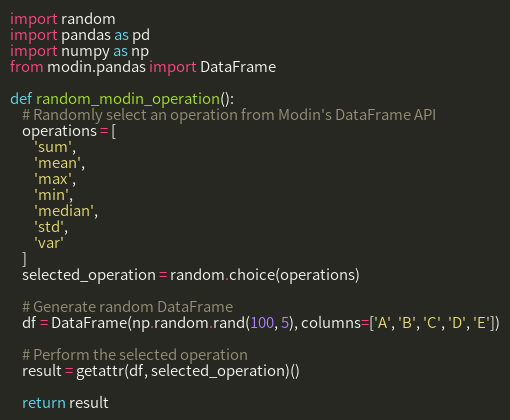 import random
import pandas as pd
import numpy as np
from modin.pandas import DataFrame

def random_modin_operation():
    # Randomly select an operation from Modin's DataFrame API
    operations = [
        'sum',
        'mean',
        'max',
        'min',
        'median',
        'std',
        'var'
    ]
    selected_operation = random.choice(operations)

    # Generate random DataFrame
    df = DataFrame(np.random.rand(100, 5), columns=['A', 'B', 'C', 'D', 'E'])

    # Perform the selected operation
    result = getattr(df, selected_operation)()

    return result